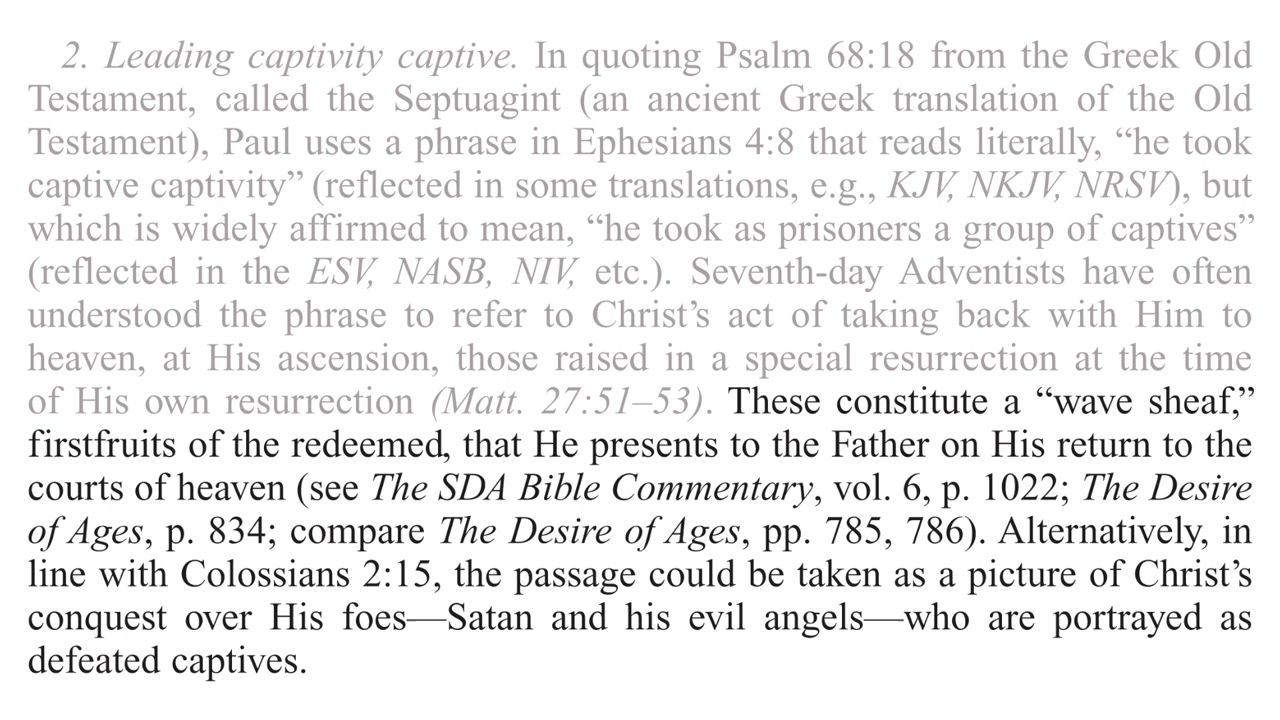 2. Leading captivity captive. In quoting Psalm 68:18 from the Greek Old
Testament, called the Septuagint (an ancient Greek translation of the Old
Testament), Paul uses a phrase in Ephesians 4:8 that reads literally, “he took
captive captivity” (reflected in some translations, e.g., KJV, NKJV, NRSV), but
which is widely affirmed to mean, “he took as prisoners a group of captives”
(reflected in the ESV, NASB, NIV, etc.). Seventh-day Adventists have often
understood the phrase to refer to Christ’s act of taking back with Him to
heaven, at His ascension, those raised in a special resurrection at the time
of His own resurrection (Matt. 27:51–53). These constitute a “wave sheaf,”
firstfruits of the redeemed, that He presents to the Father on His return to the
courts of heaven (see The SDA Bible Commentary, vol. 6, p. 1022; The Desire
of Ages, p. 834; compare The Desire of Ages, pp. 785, 786). Alternatively, in
line with Colossians 2:15, the passage could be taken as a picture of Christ’s
conquest over His foes—Satan and his evil angels—who are portrayed as
defeated captives.